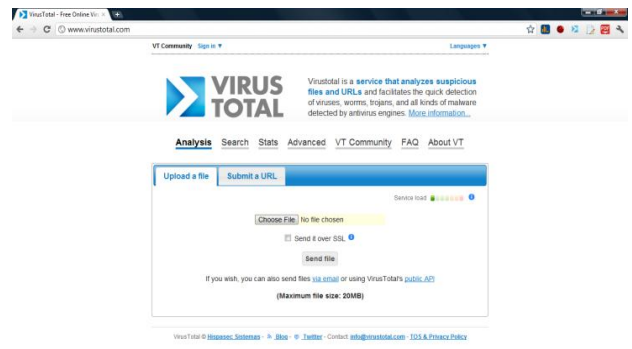 VirusTotal - Free Online Vir
www.virustotal.com
VT Community Sign in ▼ Languages ▼
VIRUS
TOTAL
Virustotal is a service that analyzes suspicious
files and URLs and facilitates the quick detection
of viruses, worms, trojans, and all kinds of malware
detected by antivirus engines. More information...
Analysis Search Stats Advanced VT Community FAQ About VT
Upload a file Submit a URL
Service load
Choose File No file chosen
Send it over SSL
Send file
If you wish, you can also send files via email or using VirusTotal's public API
(Maximum file size: 20MB)
VirusTotal © Hispasec Sistemas - Blog - Twitter - Contact: info@virustotal.com - TOS & Privacy Policy